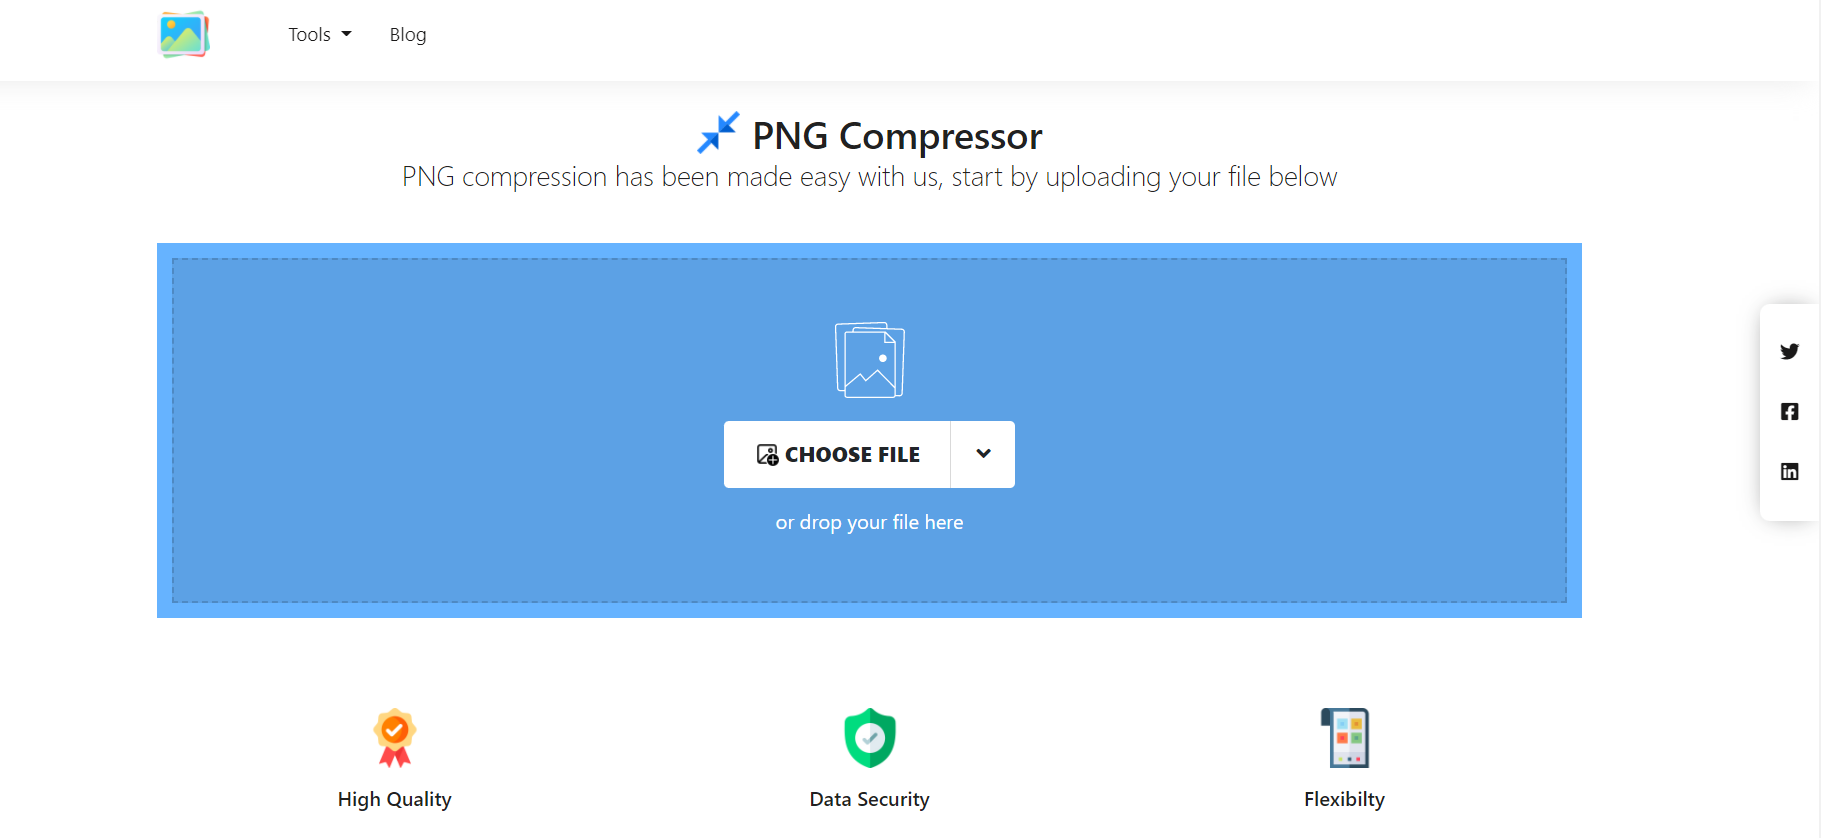 Tools
Blog
PNG Compressor
PNG compression has been made easy with us, start by uploading your file below
CHOOSE FILE
or drop your file here
High Quality
Data Security
Flexibilty